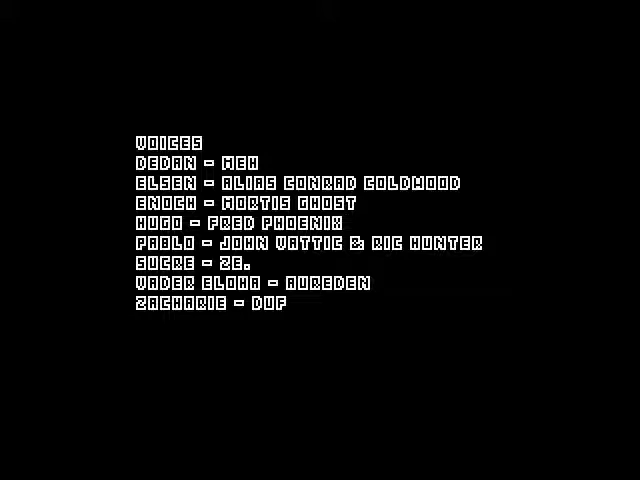 VOICES
DEDAN - MEH
ELSEN - ALIAS CONRAD COLDWOOD
ENOCH - MORTIS GHOST
HUGO - FRED PHOENIX
PABLO - JOHN VATTIC & RIC HUNTER
SUCRE - ZE.
VADER ELOHA - AUREDEN
ZACHARIE - DUF